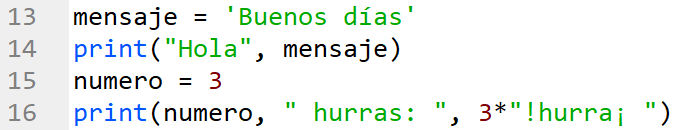 13 mensaje = 'Buenos días'
14 print("Hola", mensaje)
15 numero = 3
16 print(numero, " hurras: ", 3*"!hurra¡ ")